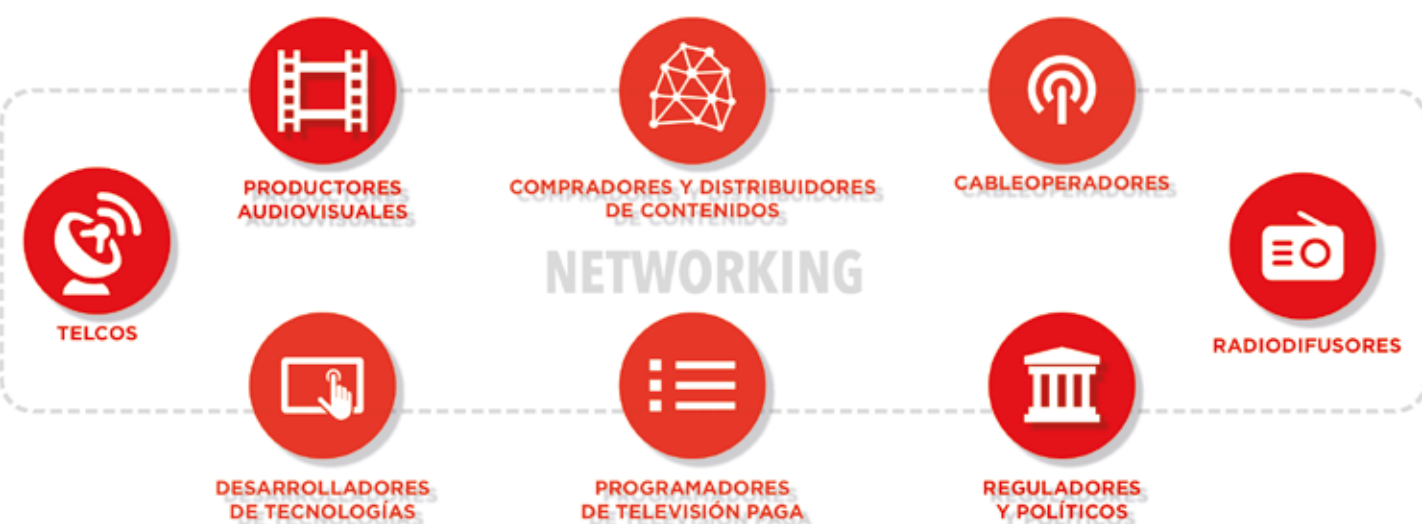 PRODUCTORES
AUDIOVISUALES
COMPRADORES Y DISTRIBUIDORES
DE CONTENIDOS
CABLEOPERADORES
TELCOS
NETWORKING
RADIODIFUSORES
DESARROLLADORES
DE TECNOLOGÍAS
PROGRAMADORES
DE TELEVISIÓN PAGA
REGULADORES
Y POLÍTICOS